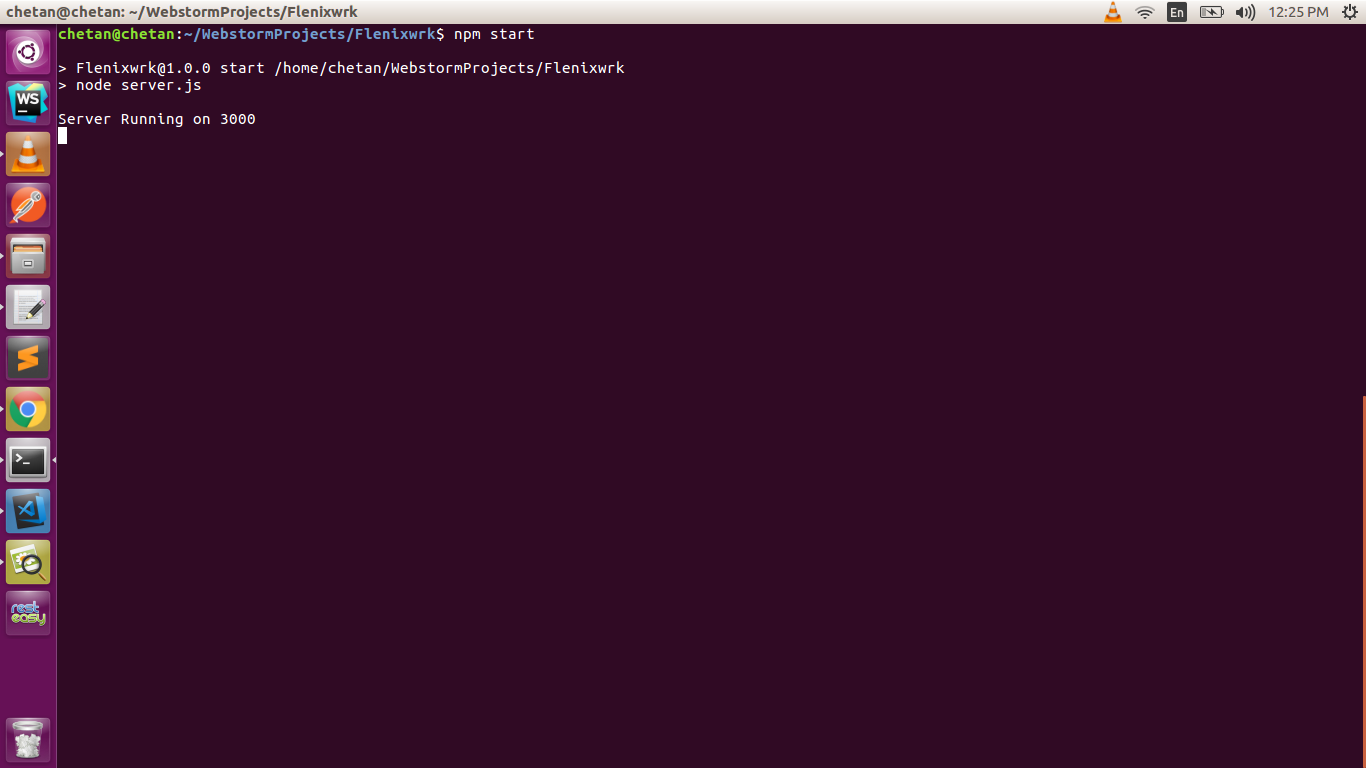 chetan@chetan: ~/WebstormProjects/Flenixwrk
En
12:25 PM
chetan@chetan:~/WebstormProjects/Flenixwrk$ npm start
> Flenixwrk@1.0.0 start /home/chetan/WebstormProjects/Flenixwrk
> node server.js
Server Running on 3000
WS
>_
rest
easy